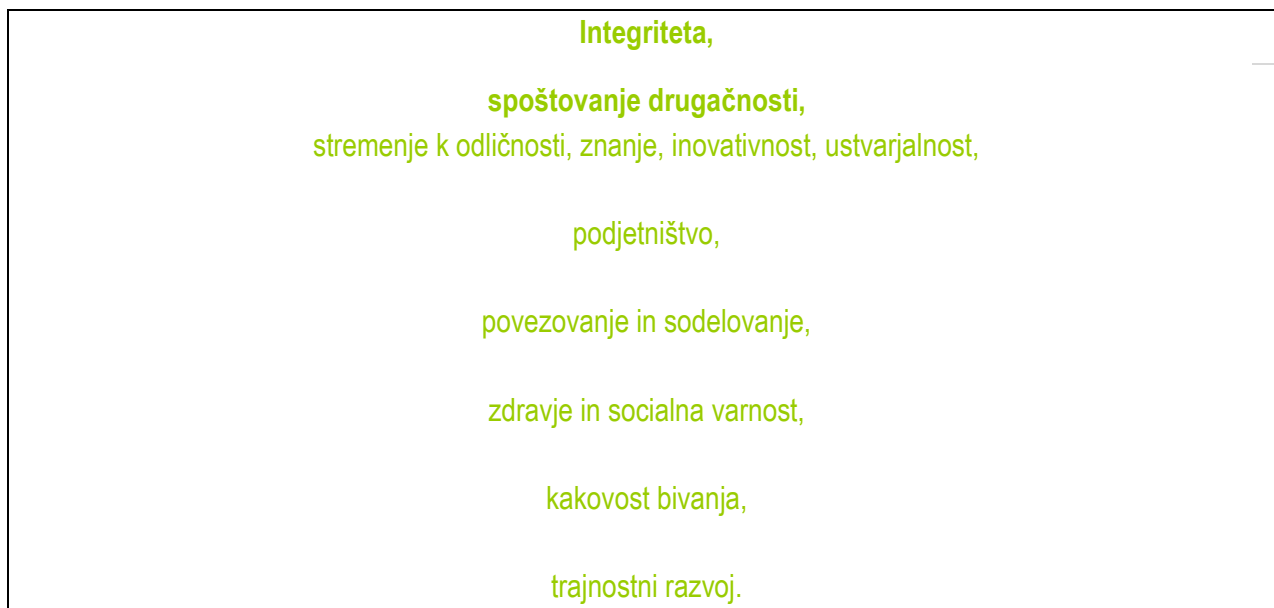 Integriteta,
spoštovanje drugačnosti,
stremenje k odličnosti, znanje, inovativnost, ustvarjalnost,
podjetništvo,
povezovanje in sodelovanje,
zdravje in socialna varnost,
kakovost bivanja,
trajnostni razvoj.